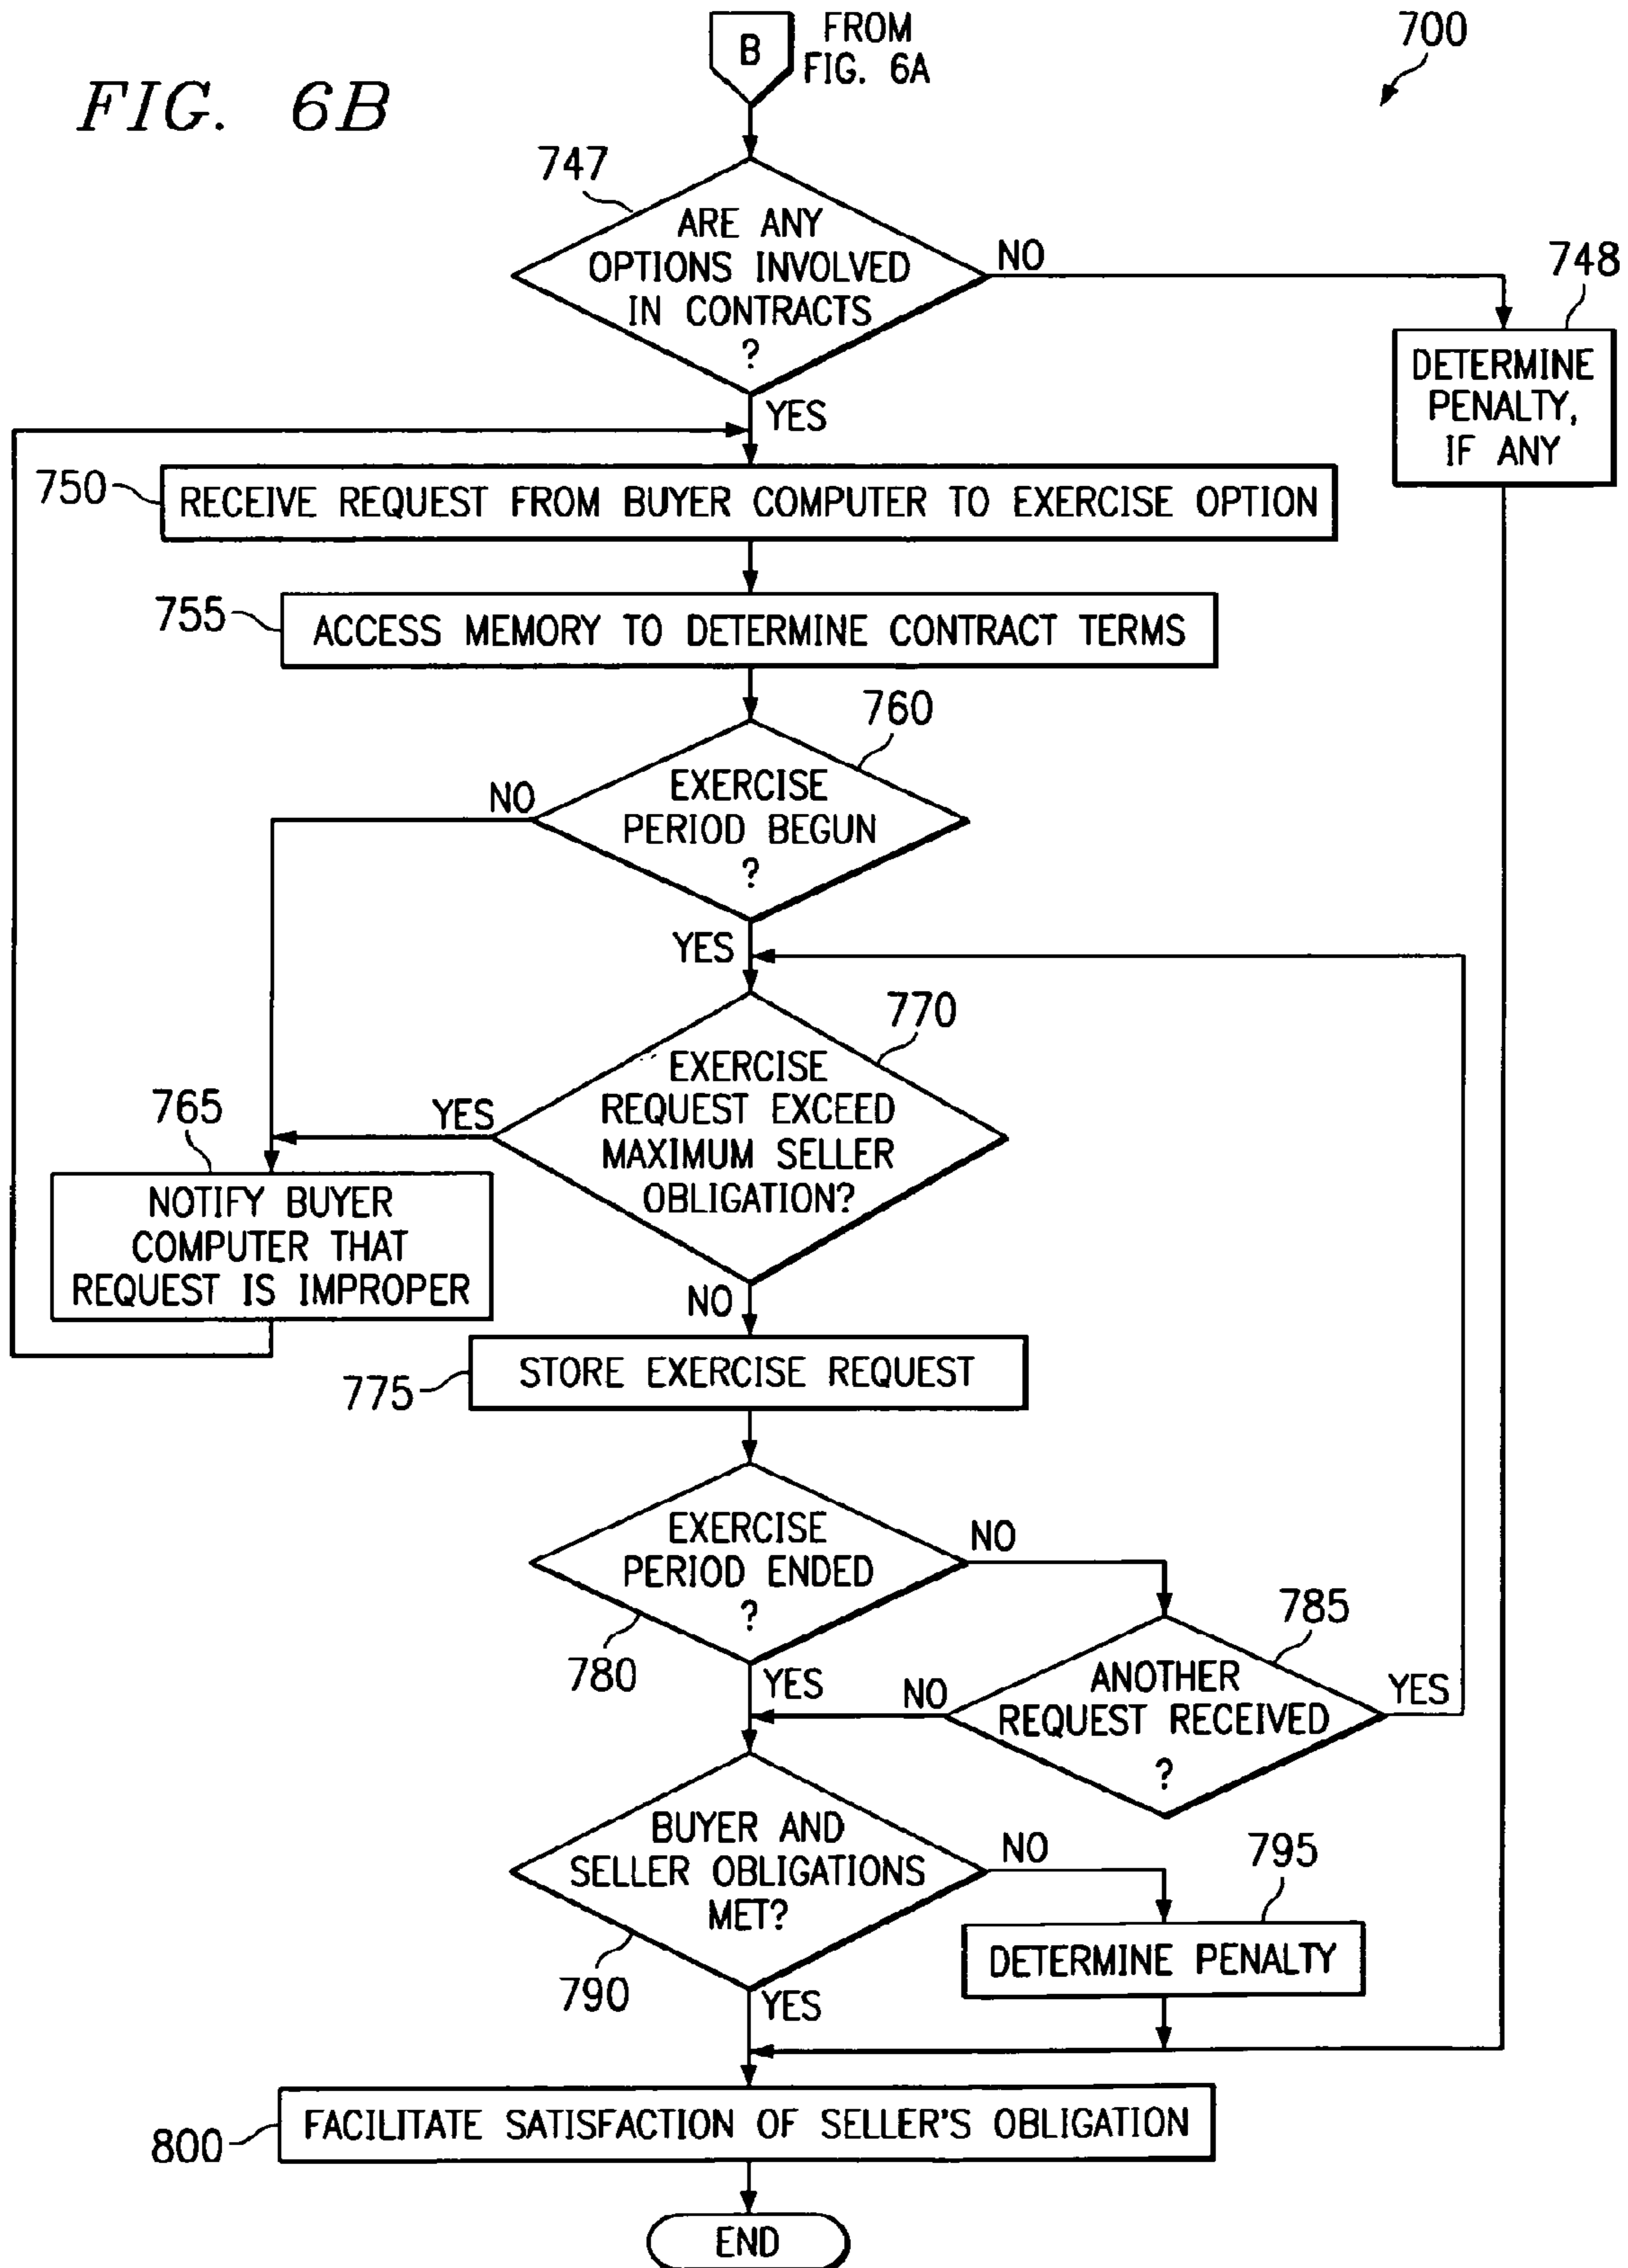 FIG. 6B
B
FROM
FIG. 6A
700
747
ARE ANY
OPTIONS INVOLVED
IN CONTRACTS
?
NO
748
DETERMINE
PENALTY,
IF ANY
YES
750
RECEIVE REQUEST FROM BUYER COMPUTER TO EXERCISE OPTION
755
ACCESS MEMORY TO DETERMINE CONTRACT TERMS
760
EXERCISE
PERIOD BEGUN
?
NO
YES
770
EXERCISE
REQUEST EXCEED
MAXIMUM SELLER
OBLIGATION?
YES
765
NOTIFY BUYER
COMPUTER THAT
REQUEST IS IMPROPER
NO
775
STORE EXERCISE REQUEST
EXERCISE
PERIOD ENDED
?
NO
780
YES
785
ANOTHER
REQUEST RECEIVED
?
NO
YES
BUYER AND
SELLER OBLIGATIONS
MET?
NO
790
795
DETERMINE PENALTY
YES
800
FACILITATE SATISFACTION OF SELLER'S OBLIGATION
END